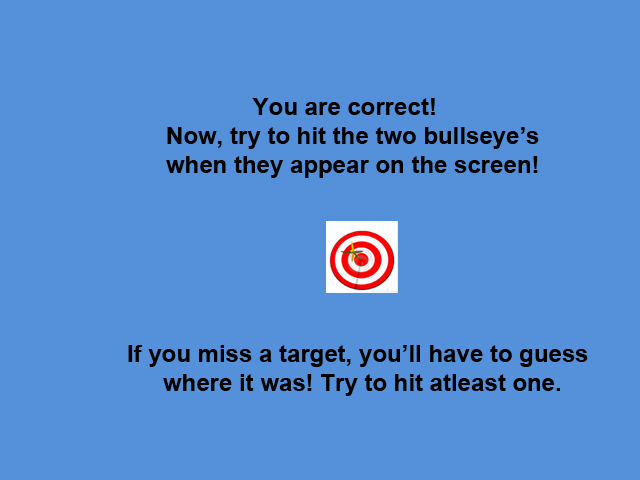 You are correct!
Now, try to hit the two bullseye’s
when they appear on the screen!
If you miss a target, you’ll have to guess
where it was! Try to hit atleast one.